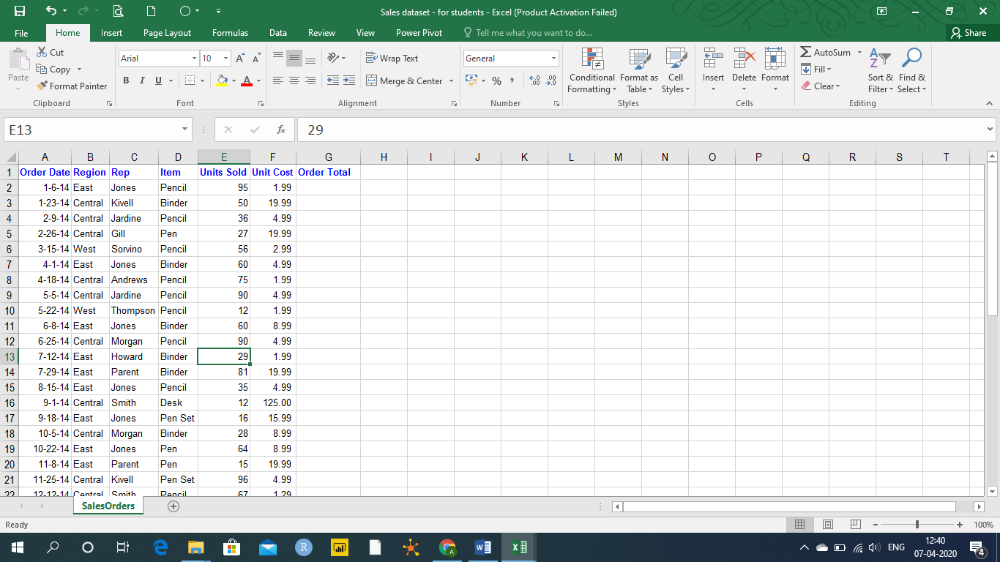 Sales dataset - for students - Excel (Product Activation Failed)
File Home Insert Page Layout Formulas Data Review View Power Pivot Tell me what you want to do... Share
Paste Cut Copy Format Painter
Clipboard
Arial 10 A A
B I U A
Font
Wrap Text
Merge & Center
Alignment
General
% , .00 .0
Number
Conditional Formatting Format as Table Cell Styles
Styles
Insert Delete Format
Cells
AutoSum Fill Clear
Sort & Filter Find & Select
Editing
E13 fx 29
A B C D E F G H I J K L M N O P Q R S T
1 Order Date Region Rep Item Units Sold Unit Cost Order Total
2 1-6-14 East Jones Pencil 95 1.99
3 1-23-14 Central Kivell Binder 50 19.99
4 2-9-14 Central Jardine Pencil 36 4.99
5 2-26-14 Central Gill Pen 27 19.99
6 3-15-14 West Sorvino Pencil 56 2.99
7 4-1-14 East Jones Binder 60 4.99
8 4-18-14 Central Andrews Pencil 75 1.99
9 5-5-14 Central Jardine Pencil 90 4.99
10 5-22-14 West Thompson Pencil 12 1.99
11 6-8-14 East Jones Binder 60 8.99
12 6-25-14 Central Morgan Pencil 90 4.99
13 7-12-14 East Howard Binder 29 1.99
14 7-29-14 East Parent Binder 81 19.99
15 8-15-14 East Jones Pencil 35 4.99
16 9-1-14 Central Smith Desk 12 125.00
17 9-18-14 East Jones Pen Set 16 15.99
18 10-5-14 Central Morgan Binder 28 8.99
19 10-22-14 East Jones Pen 64 8.99
20 11-8-14 East Parent Pen 15 19.99
21 11-25-14 Central Kivell Pen Set 96 4.99
22 12-12-14 Central Smith Pencil 67 1.29
SalesOrders
Ready 100%
ENG 12:40
07-04-2020 4